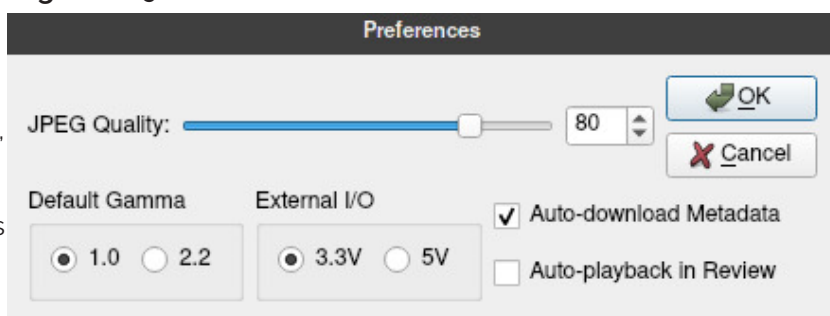 Preferences
JPEG Quality: 80
OK
Cancel
Default Gamma
1.0 2.2
External I/O
3.3V 5V
Auto-download Metadata
Auto-playback in Review